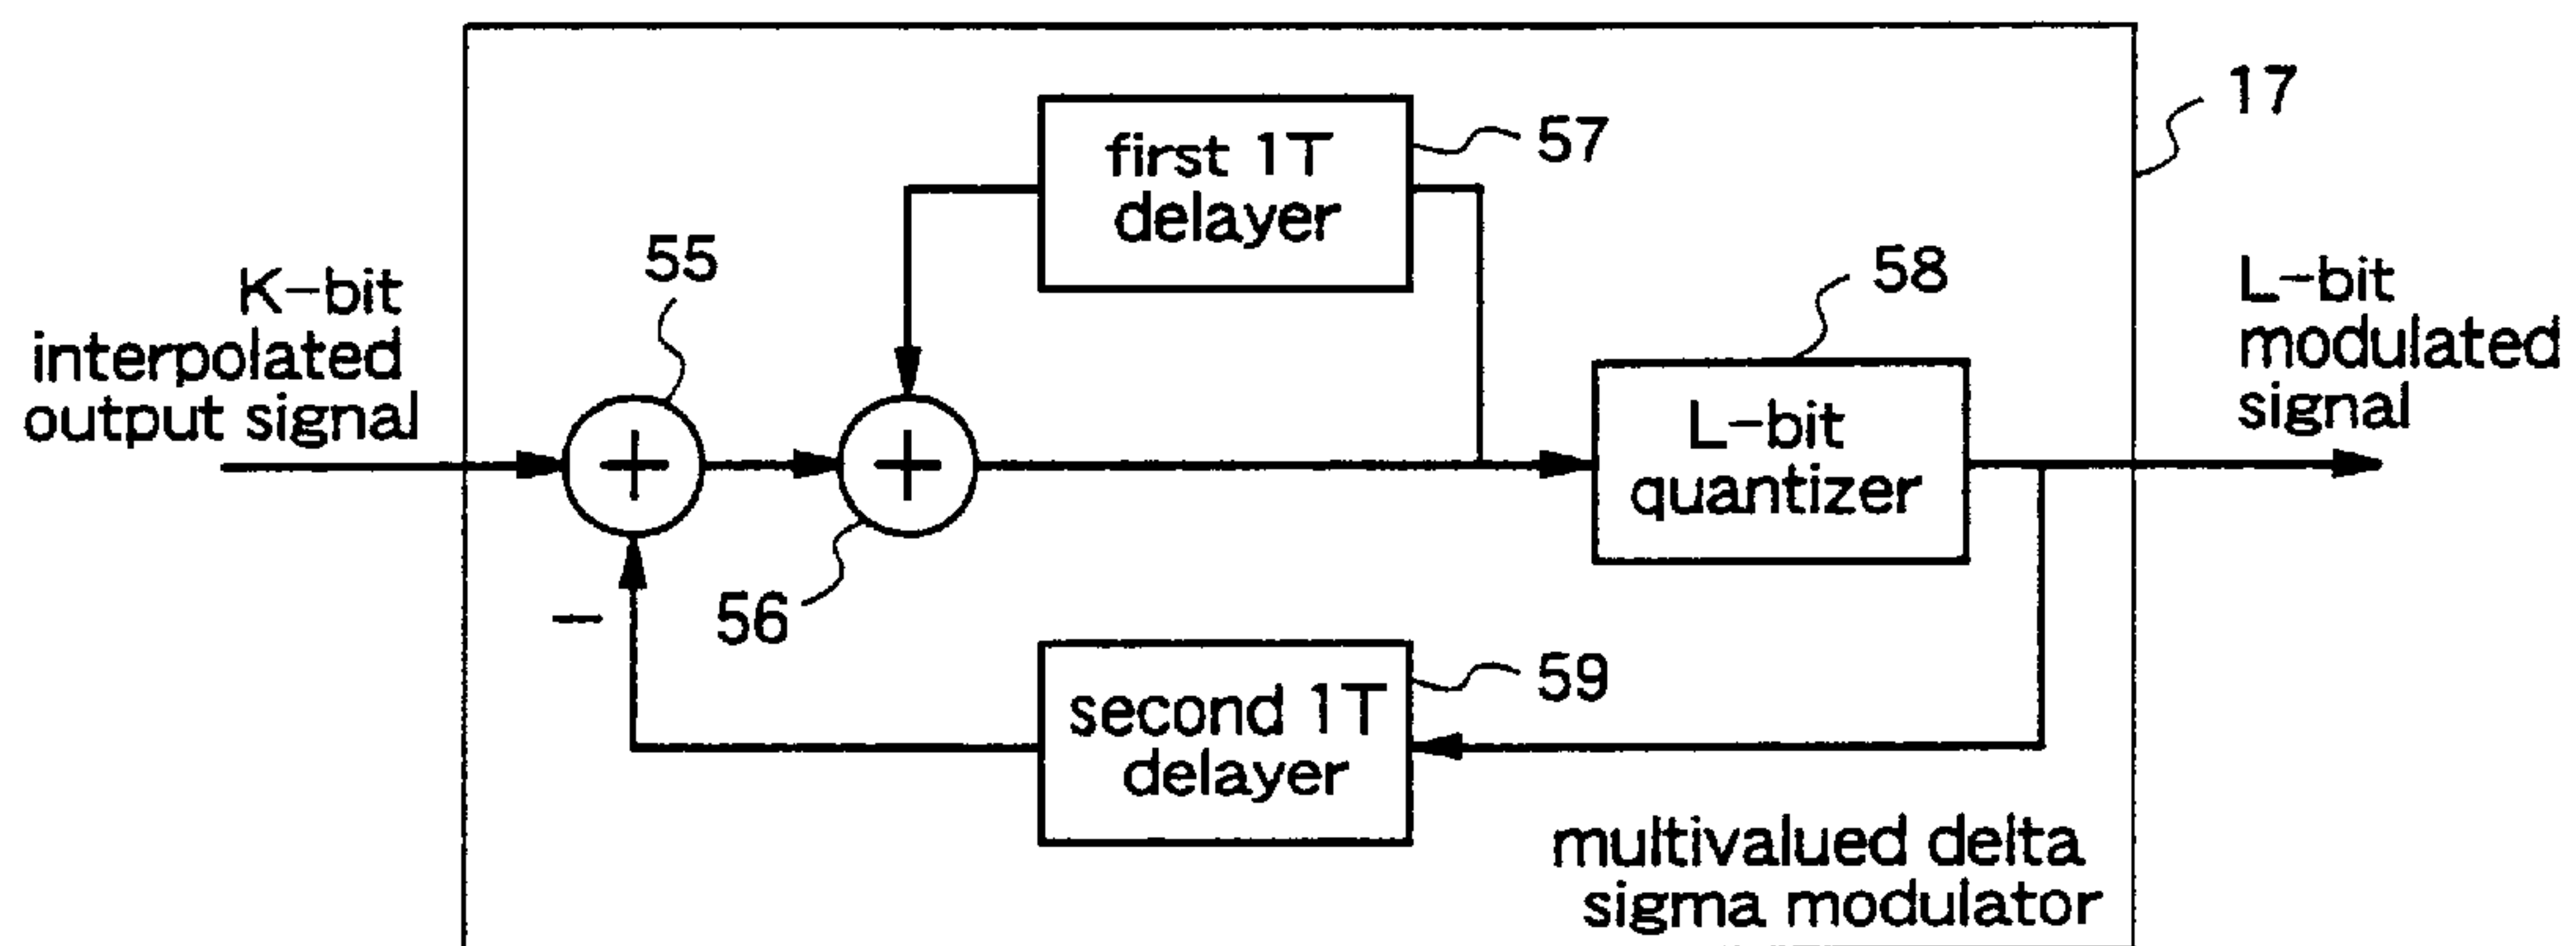 17
first 1T
delayer
57
55
K-bit
interpolated
output signal
58
L-bit
modulated
signal
+
+
L-bit
quantizer
56
−
second 1T
delayer
59
multivalued delta
sigma modulator